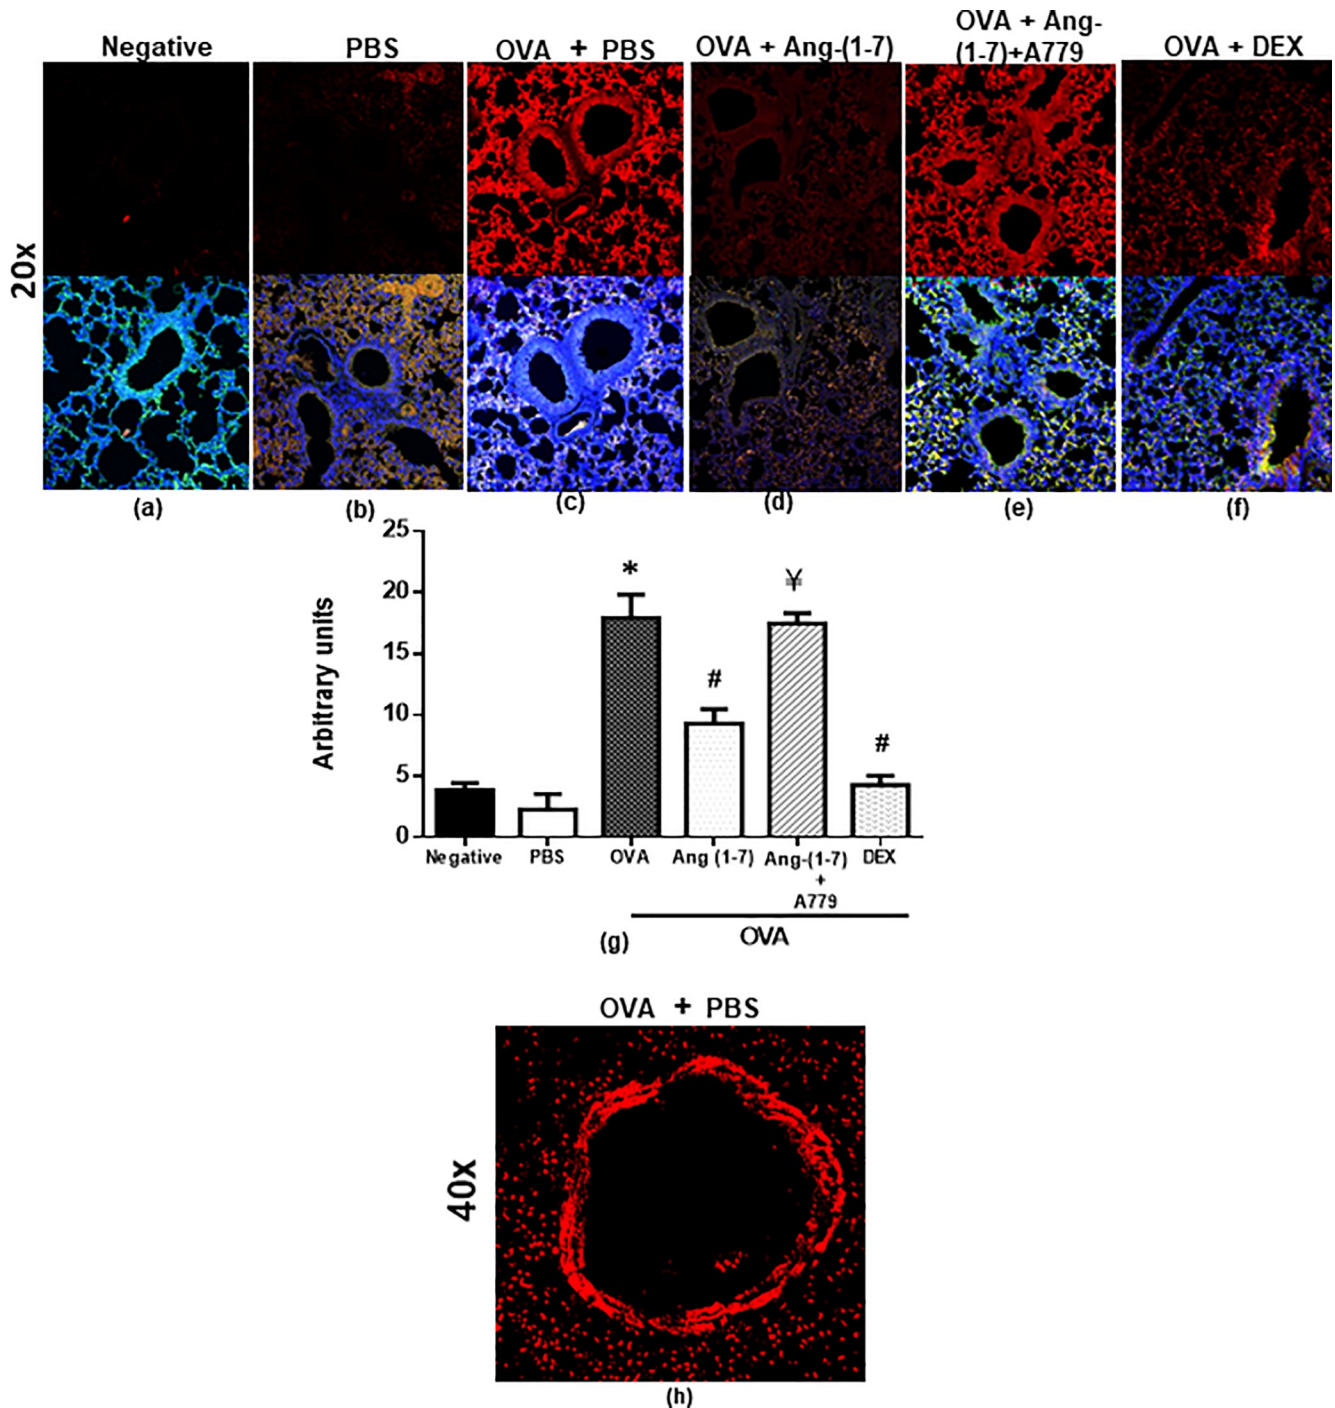 Negative
PBS
OVA + PBS
OVA + Ang-(1-7)
OVA + Ang-
(1-7)+A779
OVA + DEX
20x
(a)
(b)
(c)
(d)
(e)
(f)
25
20
15
10
5
0
Arbitrary units
*
#
¥
#
Negative
PBS
OVA
Ang (1-7)
Ang-(1-7)
+
A779
DEX
OVA
(g)
OVA + PBS
40x
(h)